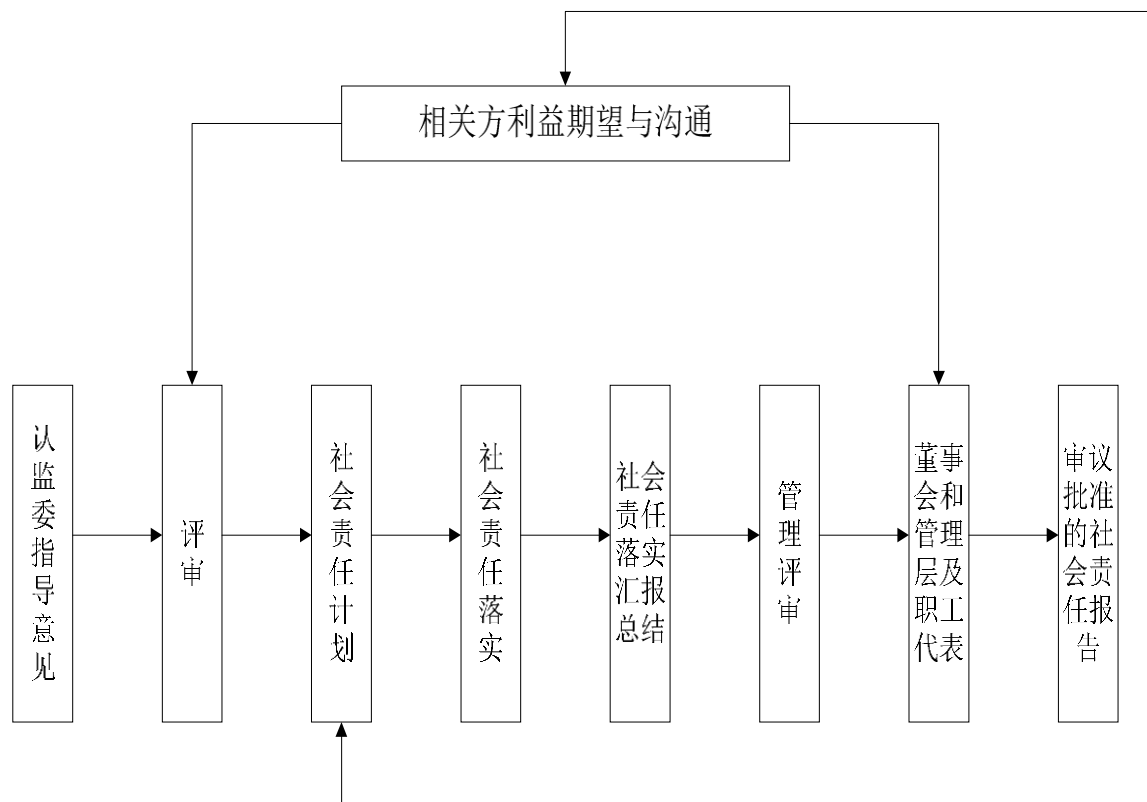 相关方利益期望与沟通
认监委指导意见
评审
社会责任计划
社会责任落实
社会
责任
落实
汇报
总结
管理评审
董事
会和
管理
层及
职工
代表
审议
批准
的社
会责
任报
告